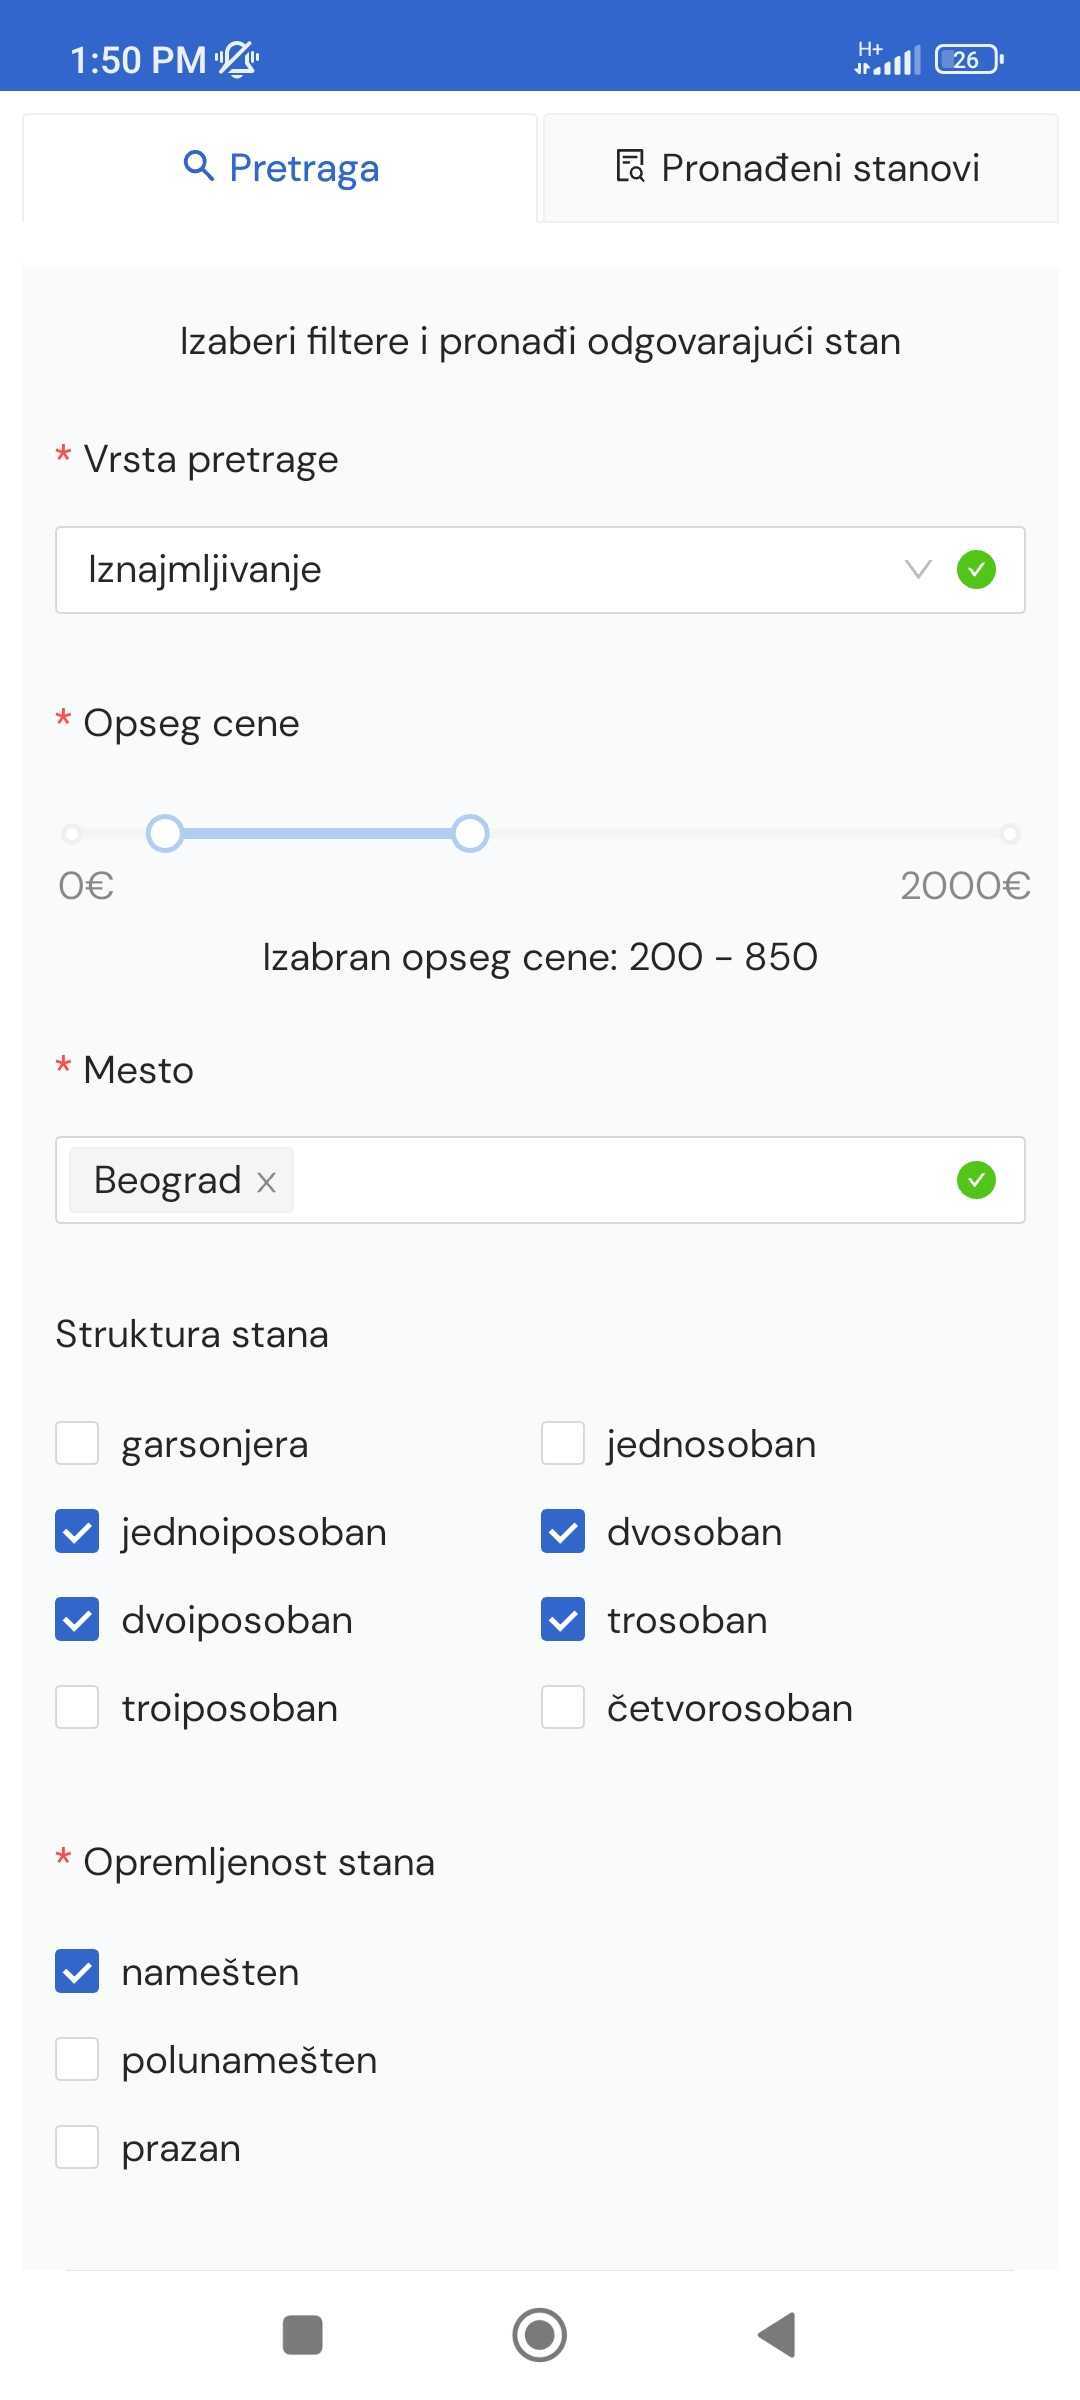 1:50 PM
H+
26
Pretraga
Pronađeni stanovi
Izaberi filtere i pronađi odgovarajući stan
* Vrsta pretrage
Iznajmljivanje
* Opseg cene
0€
2000€
Izabran opseg cene: 200 - 850
* Mesto
Beograd
Struktura stana
garsonjera
jednosoban
jednoiposoban
dvosoban
dvoiposoban
trosoban
troiposoban
četvorosoban
* Opremljenost stana
namešten
polunamešten
prazan